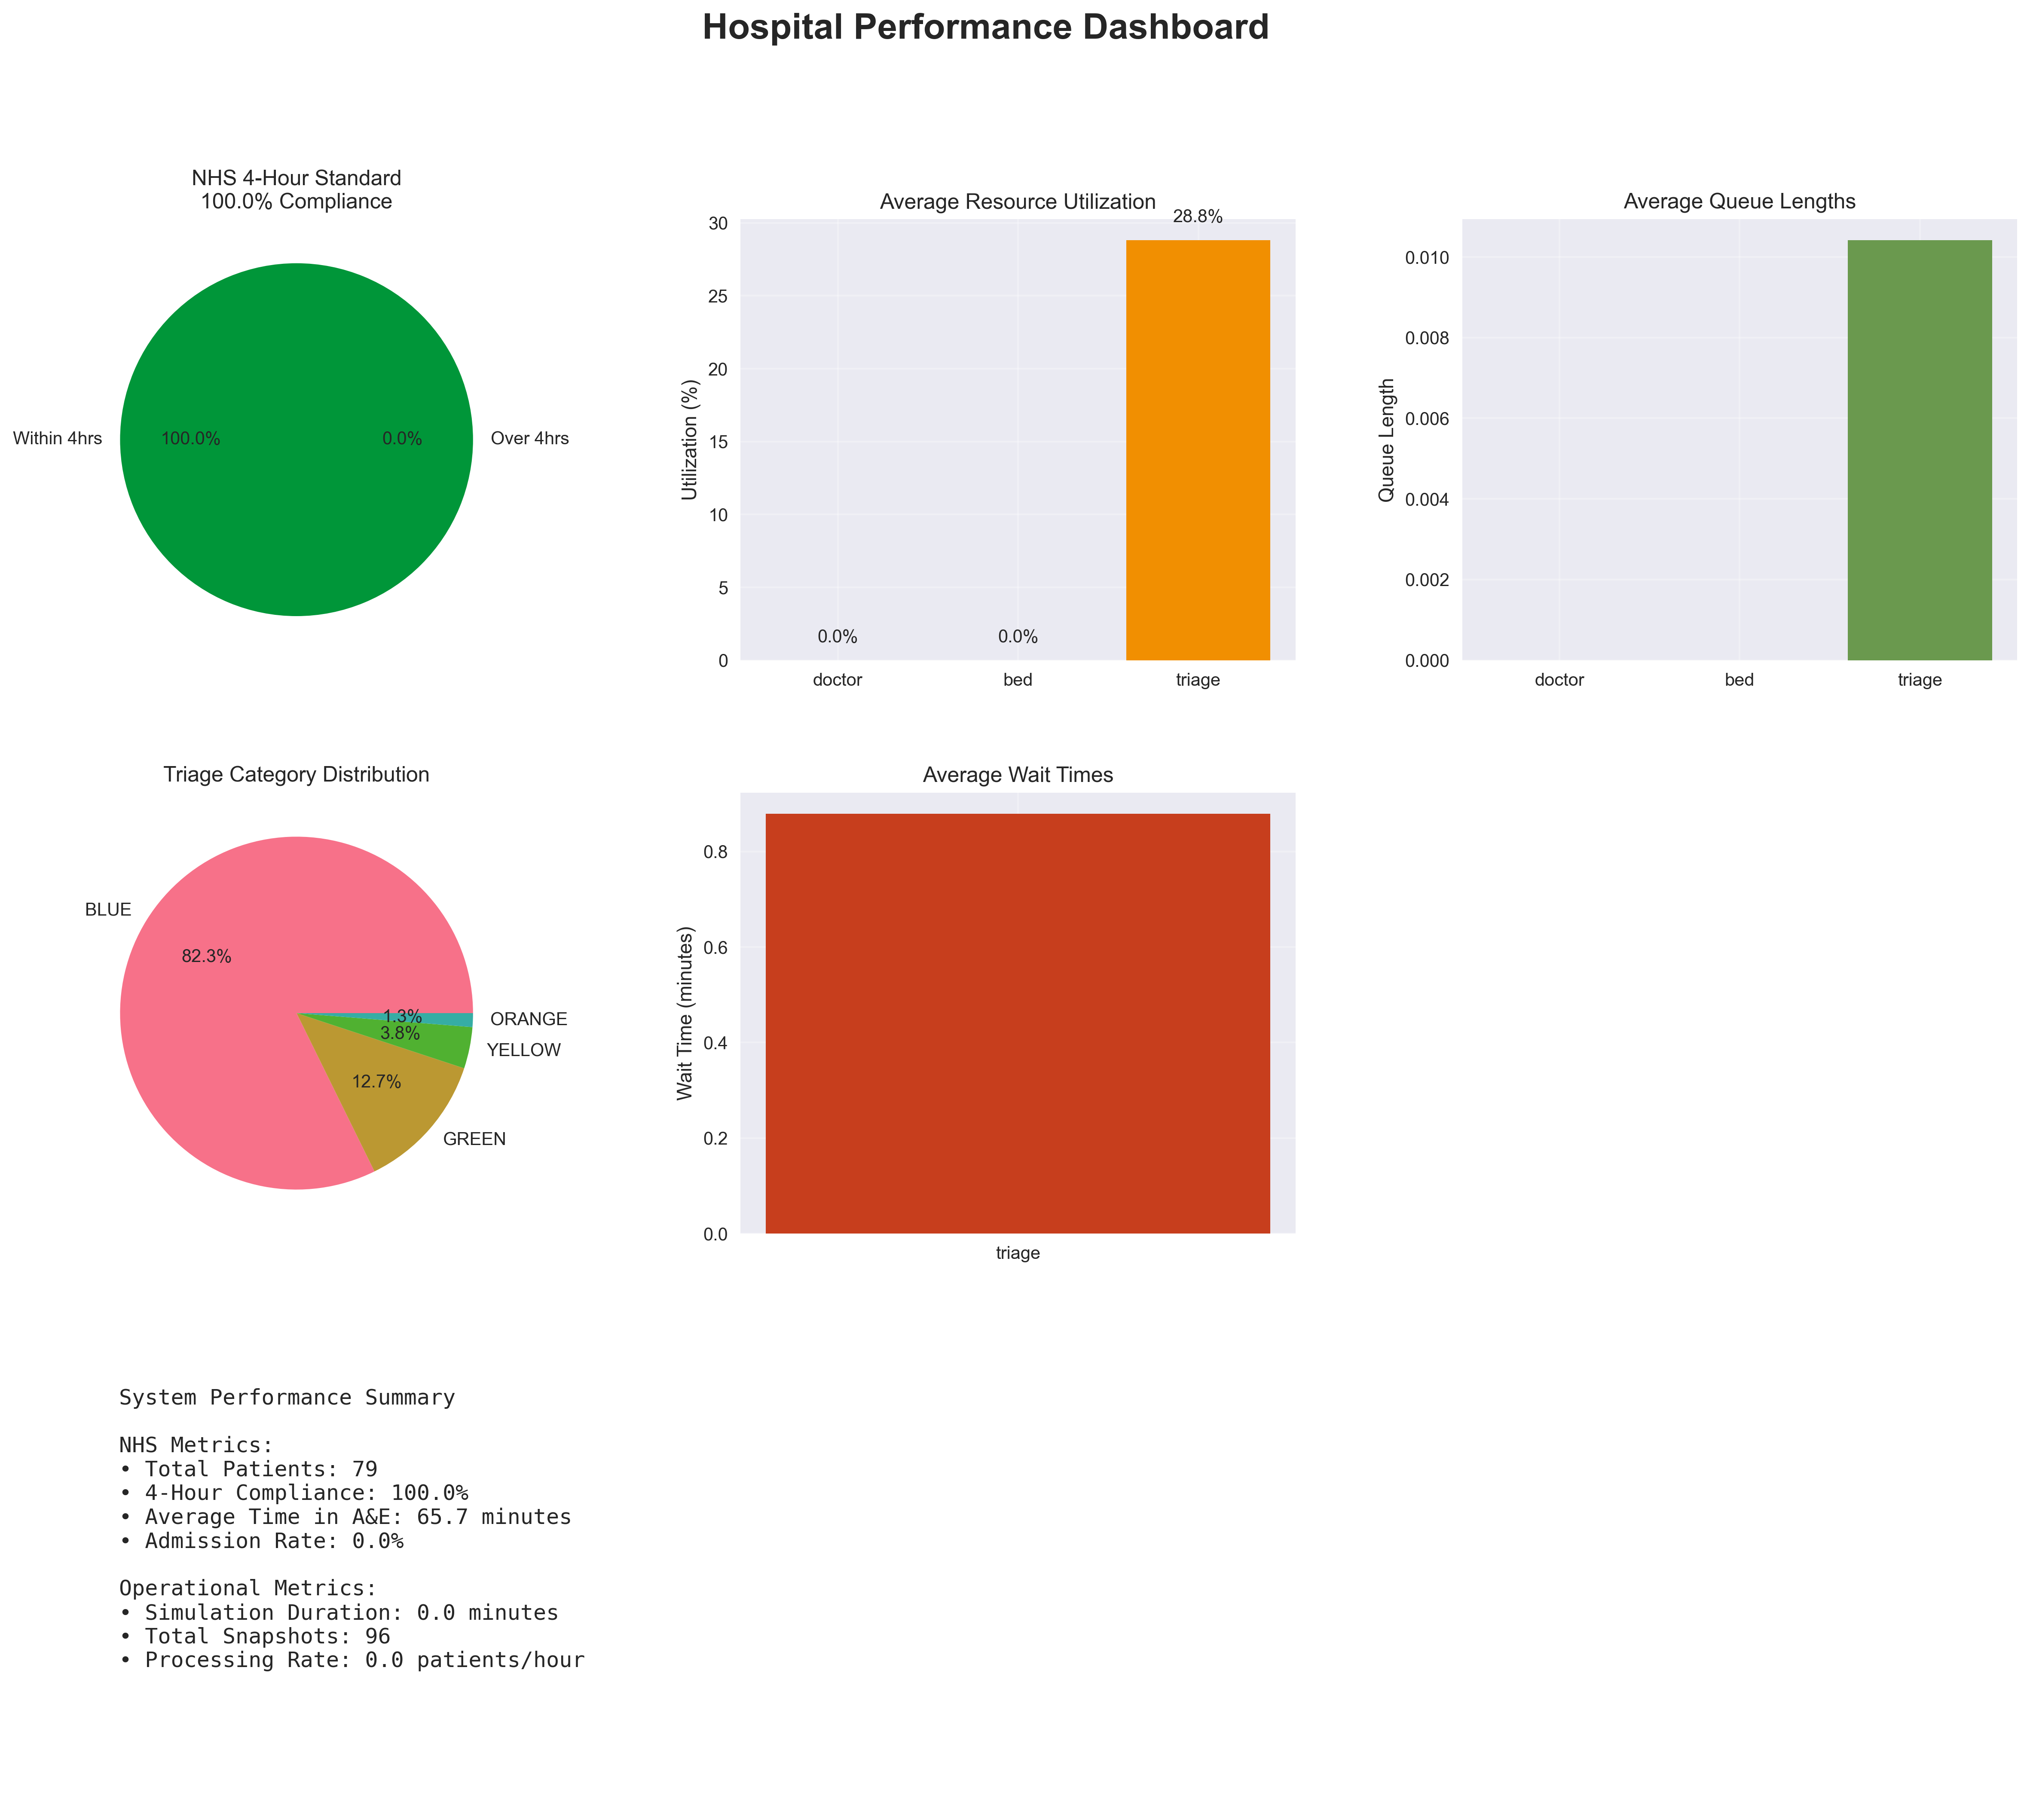 Hospital Performance Dashboard
NHS 4-Hour Standard
100.0% Compliance
Within 4hrs
100.0%
0.0%
Over 4hrs
Average Resource Utilization
Utilization (%)
30
25
20
15
10
5
0
0.0%
0.0%
28.8%
doctor
bed
triage
Average Queue Lengths
Queue Length
0.010
0.008
0.006
0.004
0.002
0.000
doctor
bed
triage
Triage Category Distribution
BLUE
82.3%
1.3%
ORANGE
3.8%
YELLOW
12.7%
GREEN
Average Wait Times
Wait Time (minutes)
0.8
0.6
0.4
0.2
0.0
triage
System Performance Summary
NHS Metrics:
• Total Patients: 79
• 4-Hour Compliance: 100.0%
• Average Time in A&E: 65.7 minutes
• Admission Rate: 0.0%
Operational Metrics:
• Simulation Duration: 0.0 minutes
• Total Snapshots: 96
• Processing Rate: 0.0 patients/hour